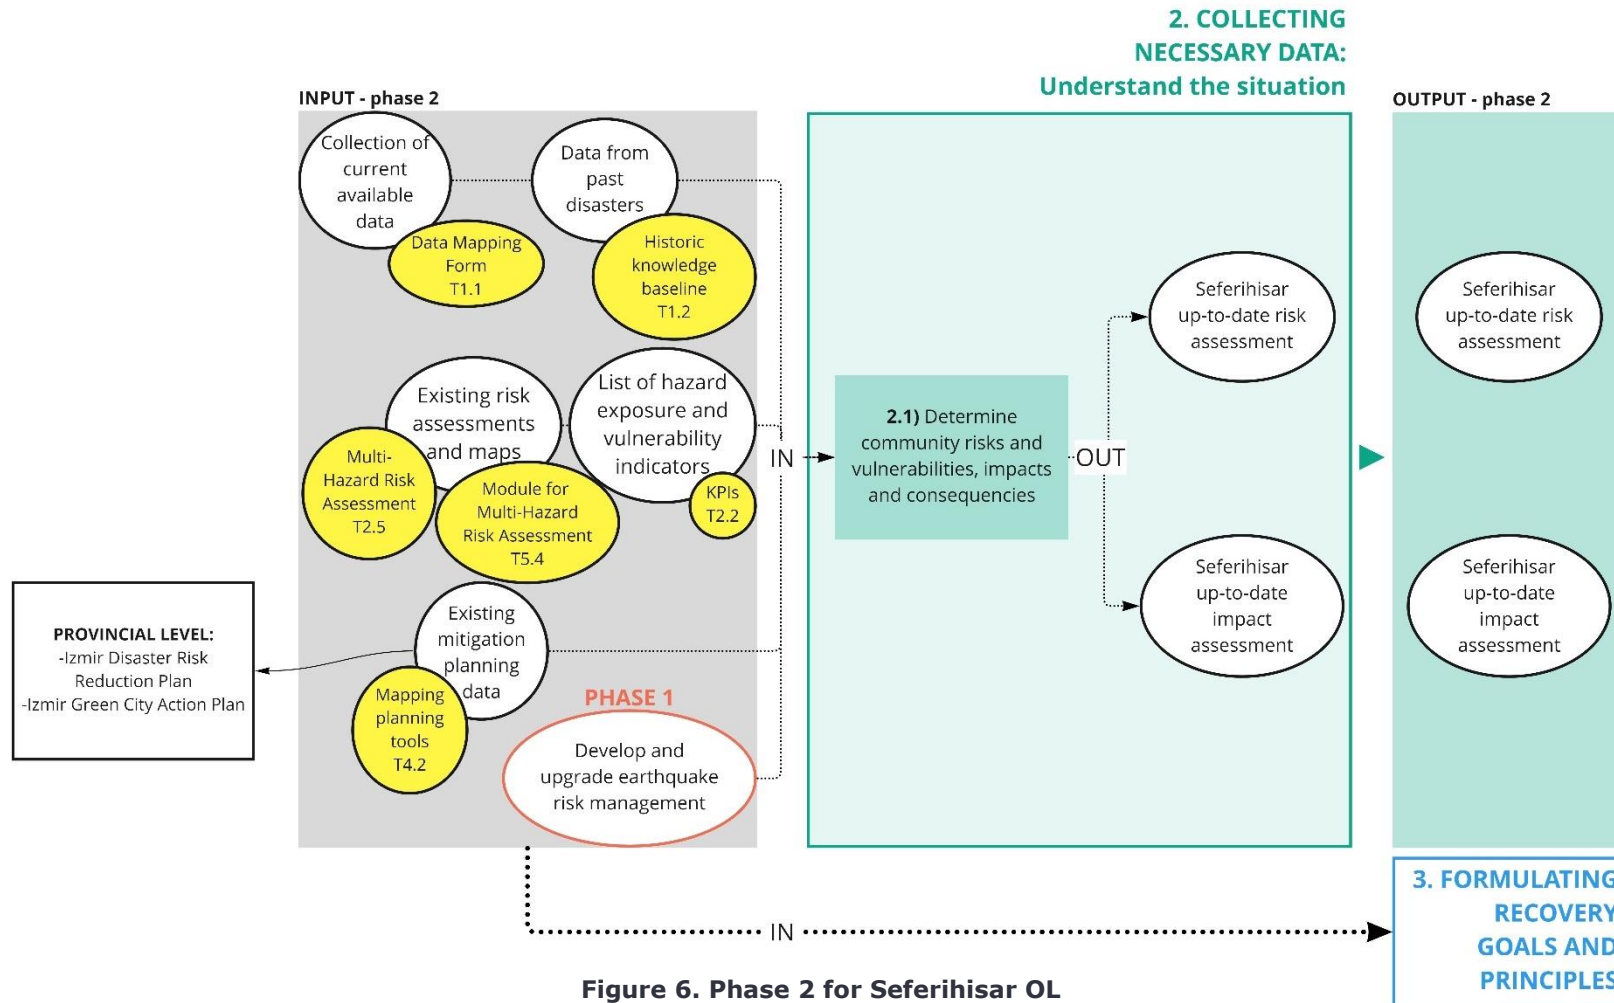 2. COLLECTING
NECESSARY DATA:
Understand the situation
INPUT - phase 2
OUTPUT - phase 2
Collection of
current
available
data
Data from
past
disasters
Data Mapping
Form
T1.1
Historic
knowledge
baseline
T1.2
Existing risk
assessments
and maps
List of hazard
exposure and
vulnerability
indicators
Multi-
Hazard Risk
Assessment
T2.5
Module for
Multi-Hazard
Risk Assessment
T5.4
KPIs
T2.2
Existing
mitigation
planning
data
Mapping
planning
tools
T4.2
PROVINCIAL LEVEL:
-Izmir Disaster Risk
Reduction Plan
-Izmir Green City Action Plan
PHASE 1
Develop and
upgrade earthquake
risk management
IN
2.1) Determine
community risks and
vulnerabilities, impacts
and consequencies
OUT
Seferihisar
up-to-date risk
assessment
Seferihisar
up-to-date
impact
assessment
Seferihisar
up-to-date risk
assessment
Seferihisar
up-to-date
impact
assessment
IN
3. FORMULATING
RECOVERY
GOALS AND
PRINCIPLES
Figure 6. Phase 2 for Seferihisar OL